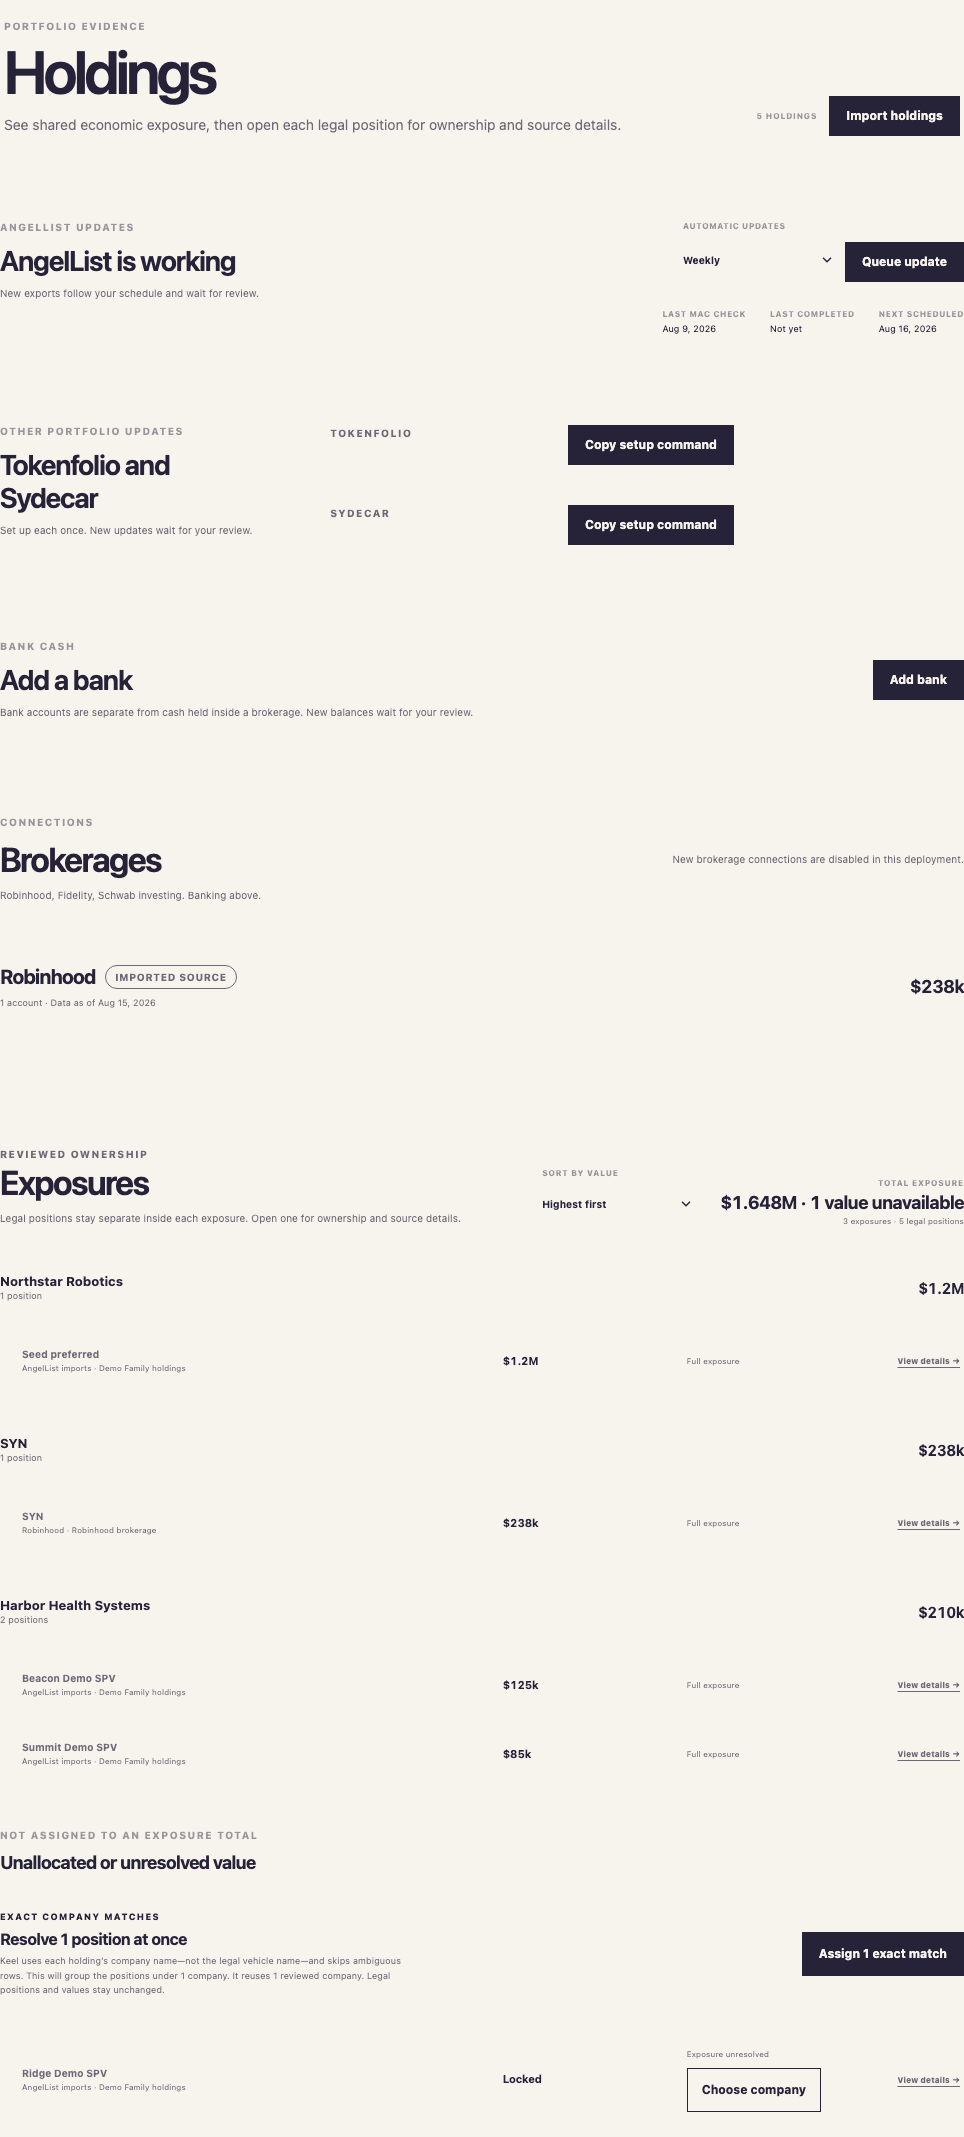 PORTFOLIO EVIDENCE
Holdings
See shared economic exposure, then open each legal position for ownership and source details.
5 HOLDINGS
Import holdings
ANGELLIST UPDATES
AngelList is working
New exports follow your schedule and wait for review.
AUTOMATIC UPDATES
Weekly
Queue update
LAST MAC CHECK
Aug 9, 2026
LAST COMPLETED
Not yet
NEXT SCHEDULED
Aug 16, 2026
OTHER PORTFOLIO UPDATES
Tokenfolio and
Sydecar
Set up each once. New updates wait for your review.
TOKENFOLIO
Copy setup command
SYDECAR
Copy setup command
BANK CASH
Add a bank
Bank accounts are separate from cash held inside a brokerage. New balances wait for your review.
Add bank
CONNECTIONS
Brokerages
Robinhood, Fidelity, Schwab investing. Banking above.
New brokerage connections are disabled in this deployment.
Robinhood
IMPORTED SOURCE
1 account · Data as of Aug 15, 2026
$238k
REVIEWED OWNERSHIP
Exposures
Legal positions stay separate inside each exposure. Open one for ownership and source details.
SORT BY VALUE
Highest first
TOTAL EXPOSURE
$1.648M · 1 value unavailable
3 exposures · 5 legal positions
Northstar Robotics
1 position
$1.2M
Seed preferred
AngelList imports · Demo Family holdings
$1.2M
Full exposure
View details →
SYN
1 position
$238k
SYN
Robinhood · Robinhood brokerage
$238k
Full exposure
View details →
Harbor Health Systems
2 positions
$210k
Beacon Demo SPV
AngelList imports · Demo Family holdings
$125k
Full exposure
View details →
Summit Demo SPV
AngelList imports · Demo Family holdings
$85k
Full exposure
View details →
NOT ASSIGNED TO AN EXPOSURE TOTAL
Unallocated or unresolved value
EXACT COMPANY MATCHES
Resolve 1 position at once
Keel uses each holding's company name—not the legal vehicle name—and skips ambiguous
rows. This will group the positions under 1 company. It reuses 1 reviewed company. Legal
positions and values stay unchanged.
Assign 1 exact match
Ridge Demo SPV
AngelList imports · Demo Family holdings
Locked
Exposure unresolved
Choose company
View details →